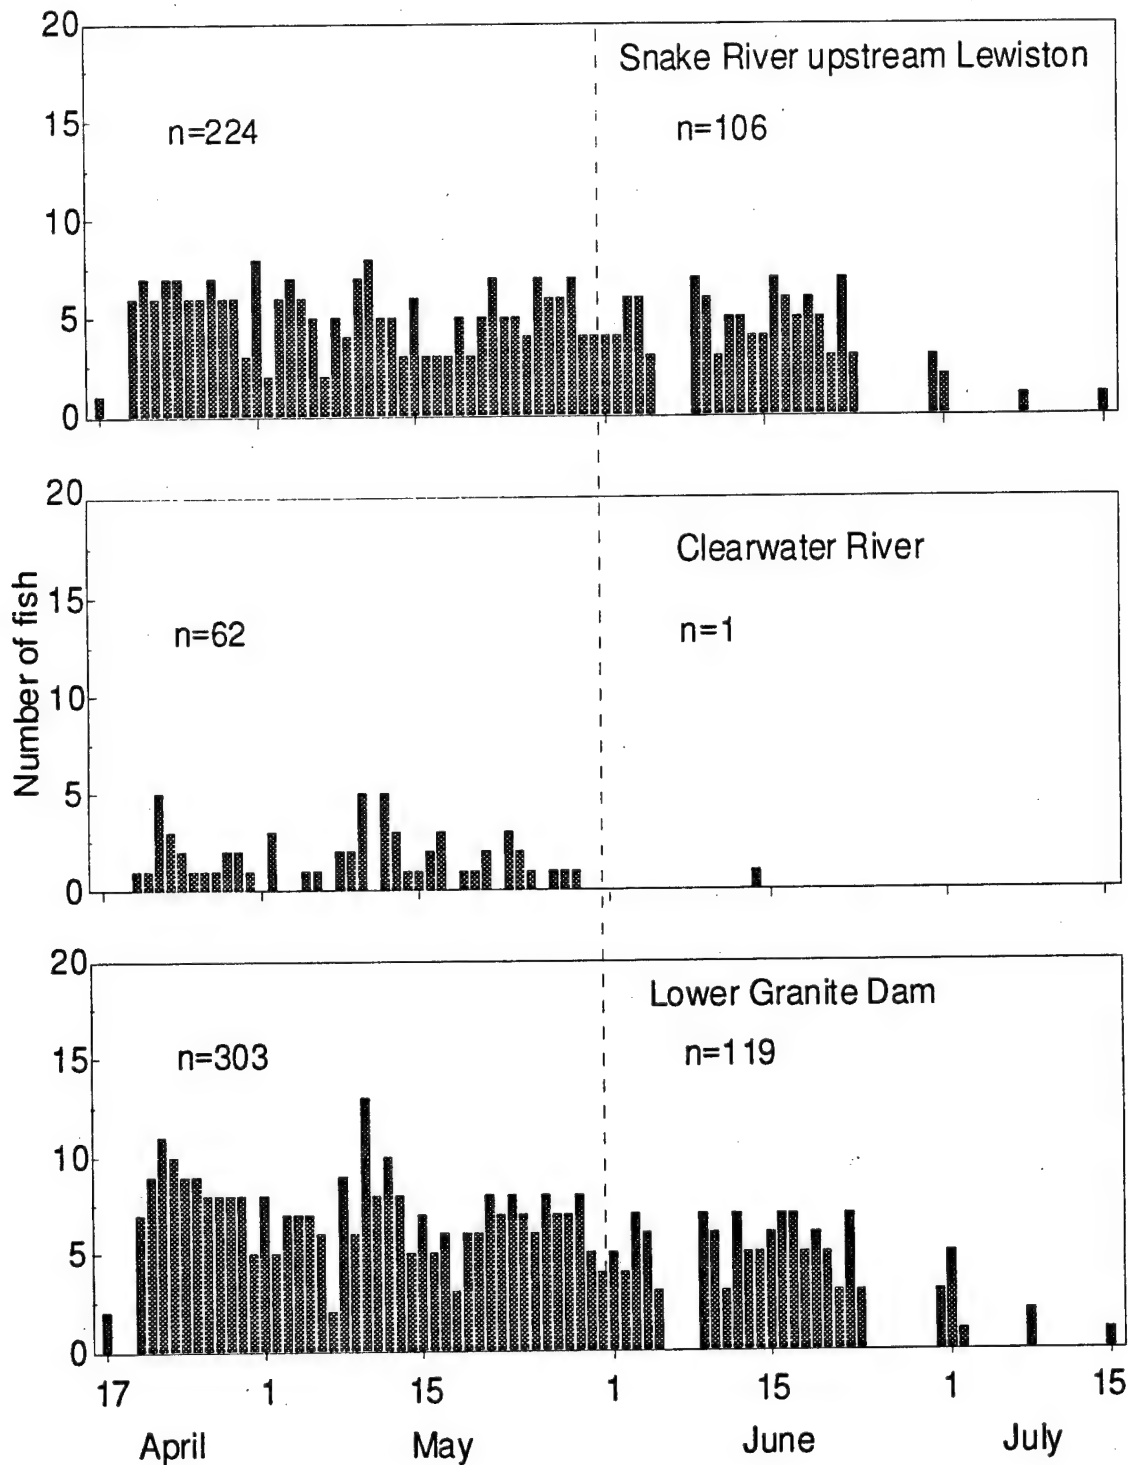 20
Snake River upstream Lewiston
15
n=224
n=106
10
5
0
20
Clearwater River
15
n=62
n=1
10
5
0
Number of fish
20
Lower Granite Dam
15
n=303
n=119
10
5
0
17 1 15 1 15 1 15
April May June July